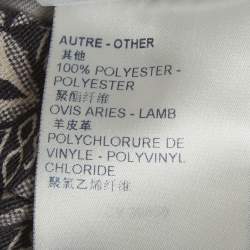 AUTRE - OTHER
其他
100% POLYESTER -
POLYESTER
聚酯纤维
OVIS ARIES - LAMB
羊皮革
POLYCHLORURE DE
VINYLE - POLYVINYL
CHLORIDE
聚氯乙烯纤维